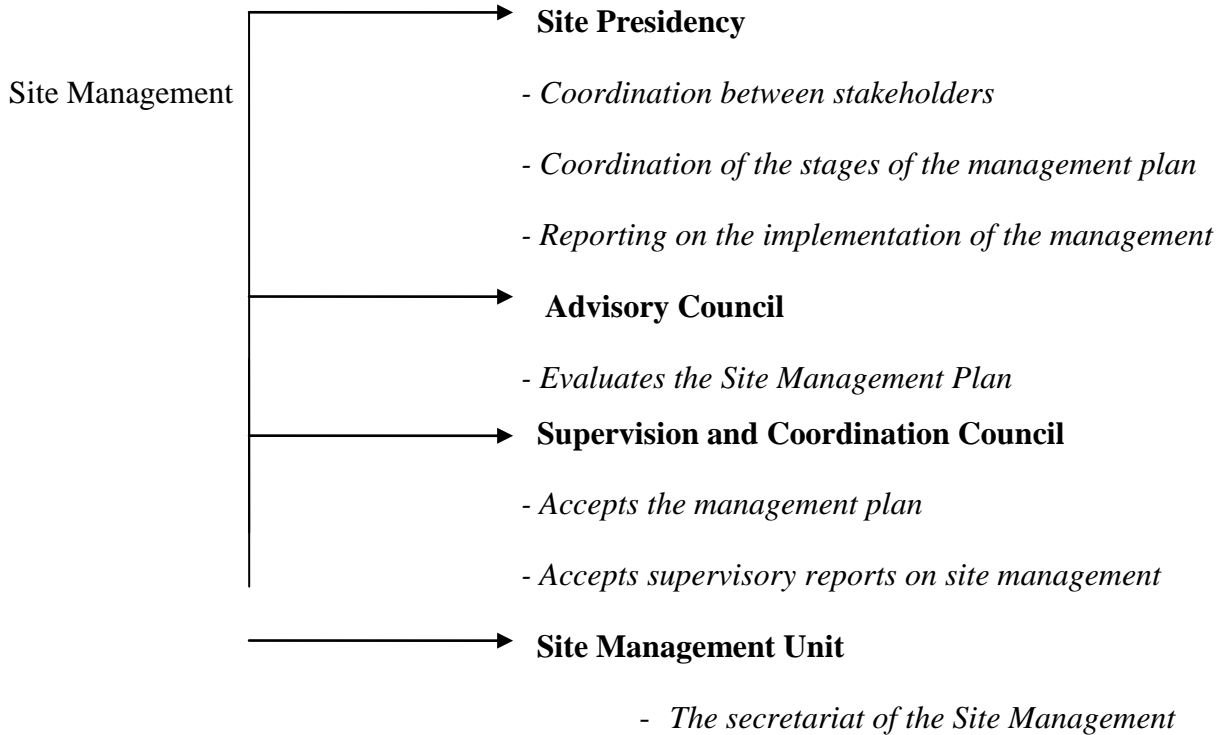 Site Presidency
Site Management
- Coordination between stakeholders
- Coordination of the stages of the management plan
- Reporting on the implementation of the management
Advisory Council
- Evaluates the Site Management Plan
Supervision and Coordination Council
- Accepts the management plan
- Accepts supervisory reports on site management
Site Management Unit
- The secretariat of the Site Management